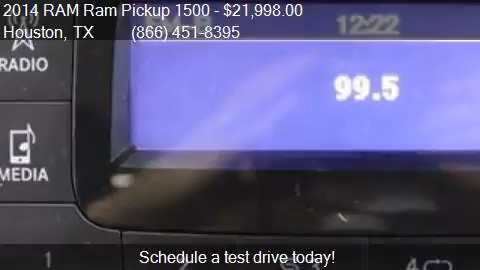 2014 RAM Ram Pickup 1500 - $21,998.00
Houston, TX (866) 451-8395
12:22
RADIO
99.5
MEDIA
Schedule a test drive today!
1
3
4